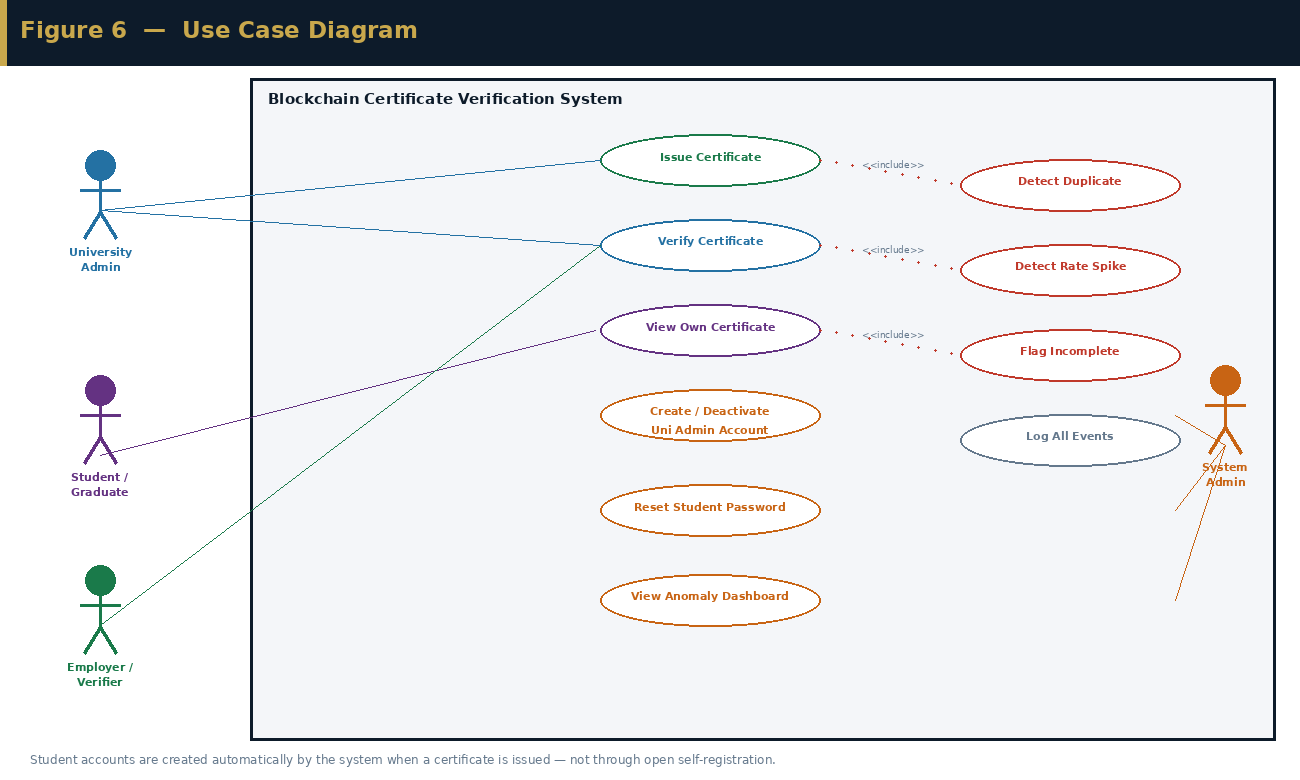 Figure 6 — Use Case Diagram
Blockchain Certificate Verification System
Issue Certificate
<<include>>
Detect Duplicate
University
Admin
Verify Certificate
<<include>>
Detect Rate Spike
View Own Certificate
<<include>>
Flag Incomplete
Create / Deactivate
Uni Admin Account
Log All Events
System
Admin
Student /
Graduate
Reset Student Password
View Anomaly Dashboard
Employer /
Verifier
Student accounts are created automatically by the system when a certificate is issued — not through open self-registration.